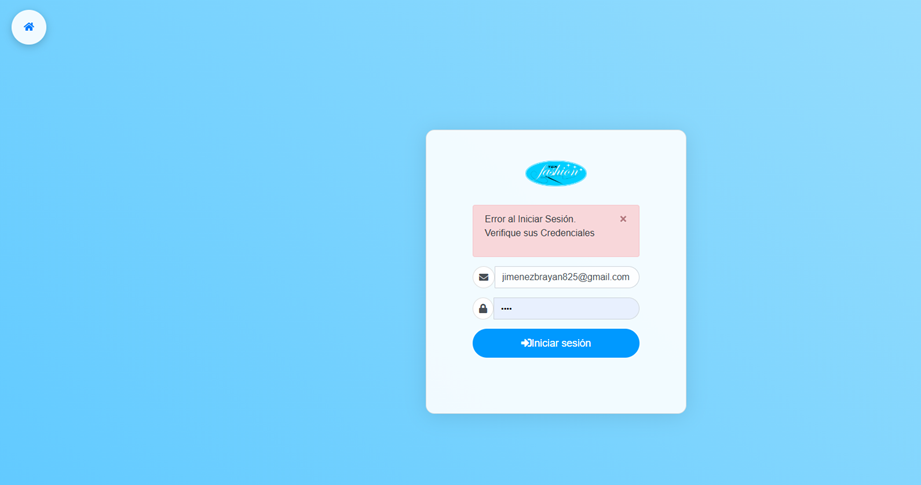 fashion
Error al Iniciar Sesión.
×
Verifique sus Credenciales
jimenezbrayan825@gmail.com
••••
Iniciar sesión